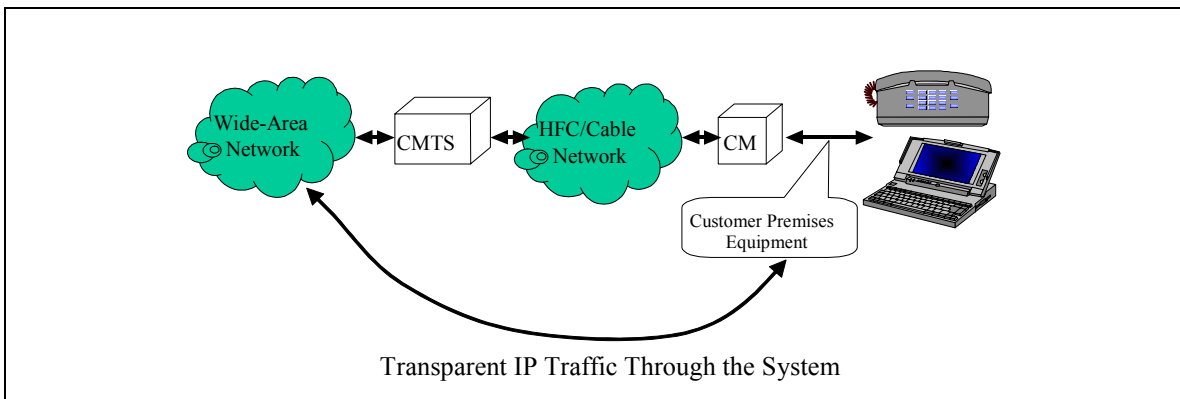 Wide-Area
Network
CMTS
HFC/Cable
Network
CM
Customer Premises
Equipment
Transparent IP Traffic Through the System